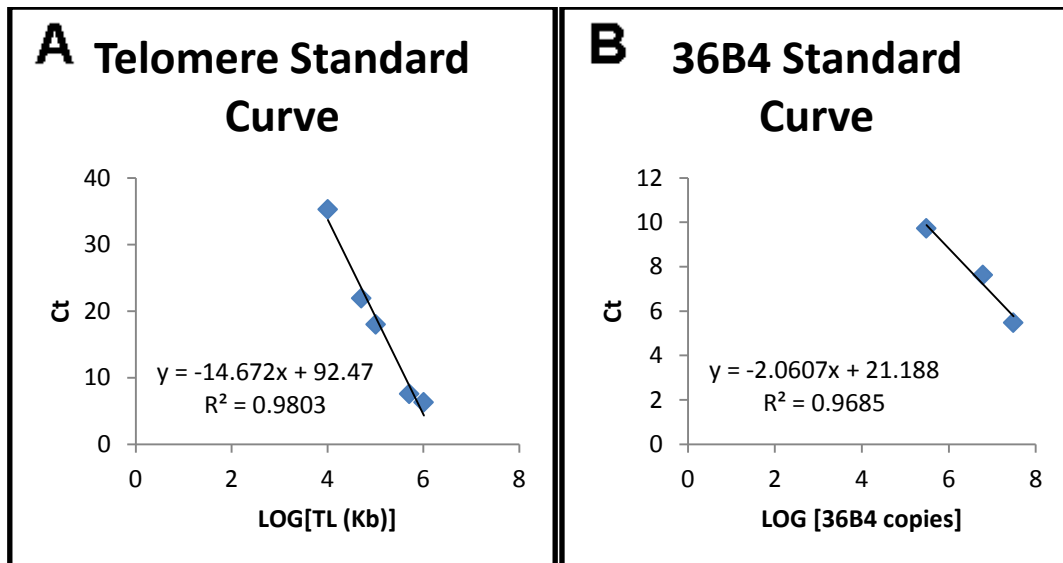 A Telomere Standard
Curve
40
30
20
10
0
Ct
y = -14.672x + 92.47
R² = 0.9803
0 2 4 6 8
LOG[TL (Kb)]
B 36B4 Standard
Curve
12
10
8
6
4
2
0
Ct
y = -2.0607x + 21.188
R² = 0.9685
0 2 4 6 8
LOG [36B4 copies]